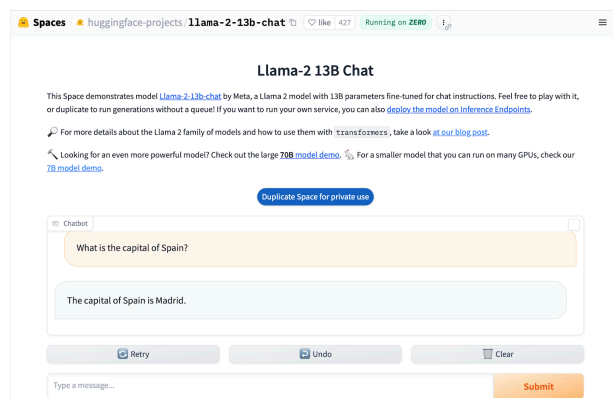 Spaces huggingface-projects/llama-2-13b-chat like 427 Running on ZERO
Llama-2 13B Chat
This Space demonstrates model Llama-2-13b-chat by Meta, a Llama 2 model with 13B parameters fine-tuned for chat instructions. Feel free to play with it,
or duplicate to run generations without a queue! If you want to run your own service, you can also deploy the model on Inference Endpoints.
🔎 For more details about the Llama 2 family of models and how to use them with transformers, take a look at our blog post.
🔨 Looking for an even more powerful model? Check out the large 70B model demo. 🐇 For a smaller model that you can run on many GPUs, check our
7B model demo.
Duplicate Space for private use
Chatbot
What is the capital of Spain?
The capital of Spain is Madrid.
Retry Undo Clear
Type a message... Submit